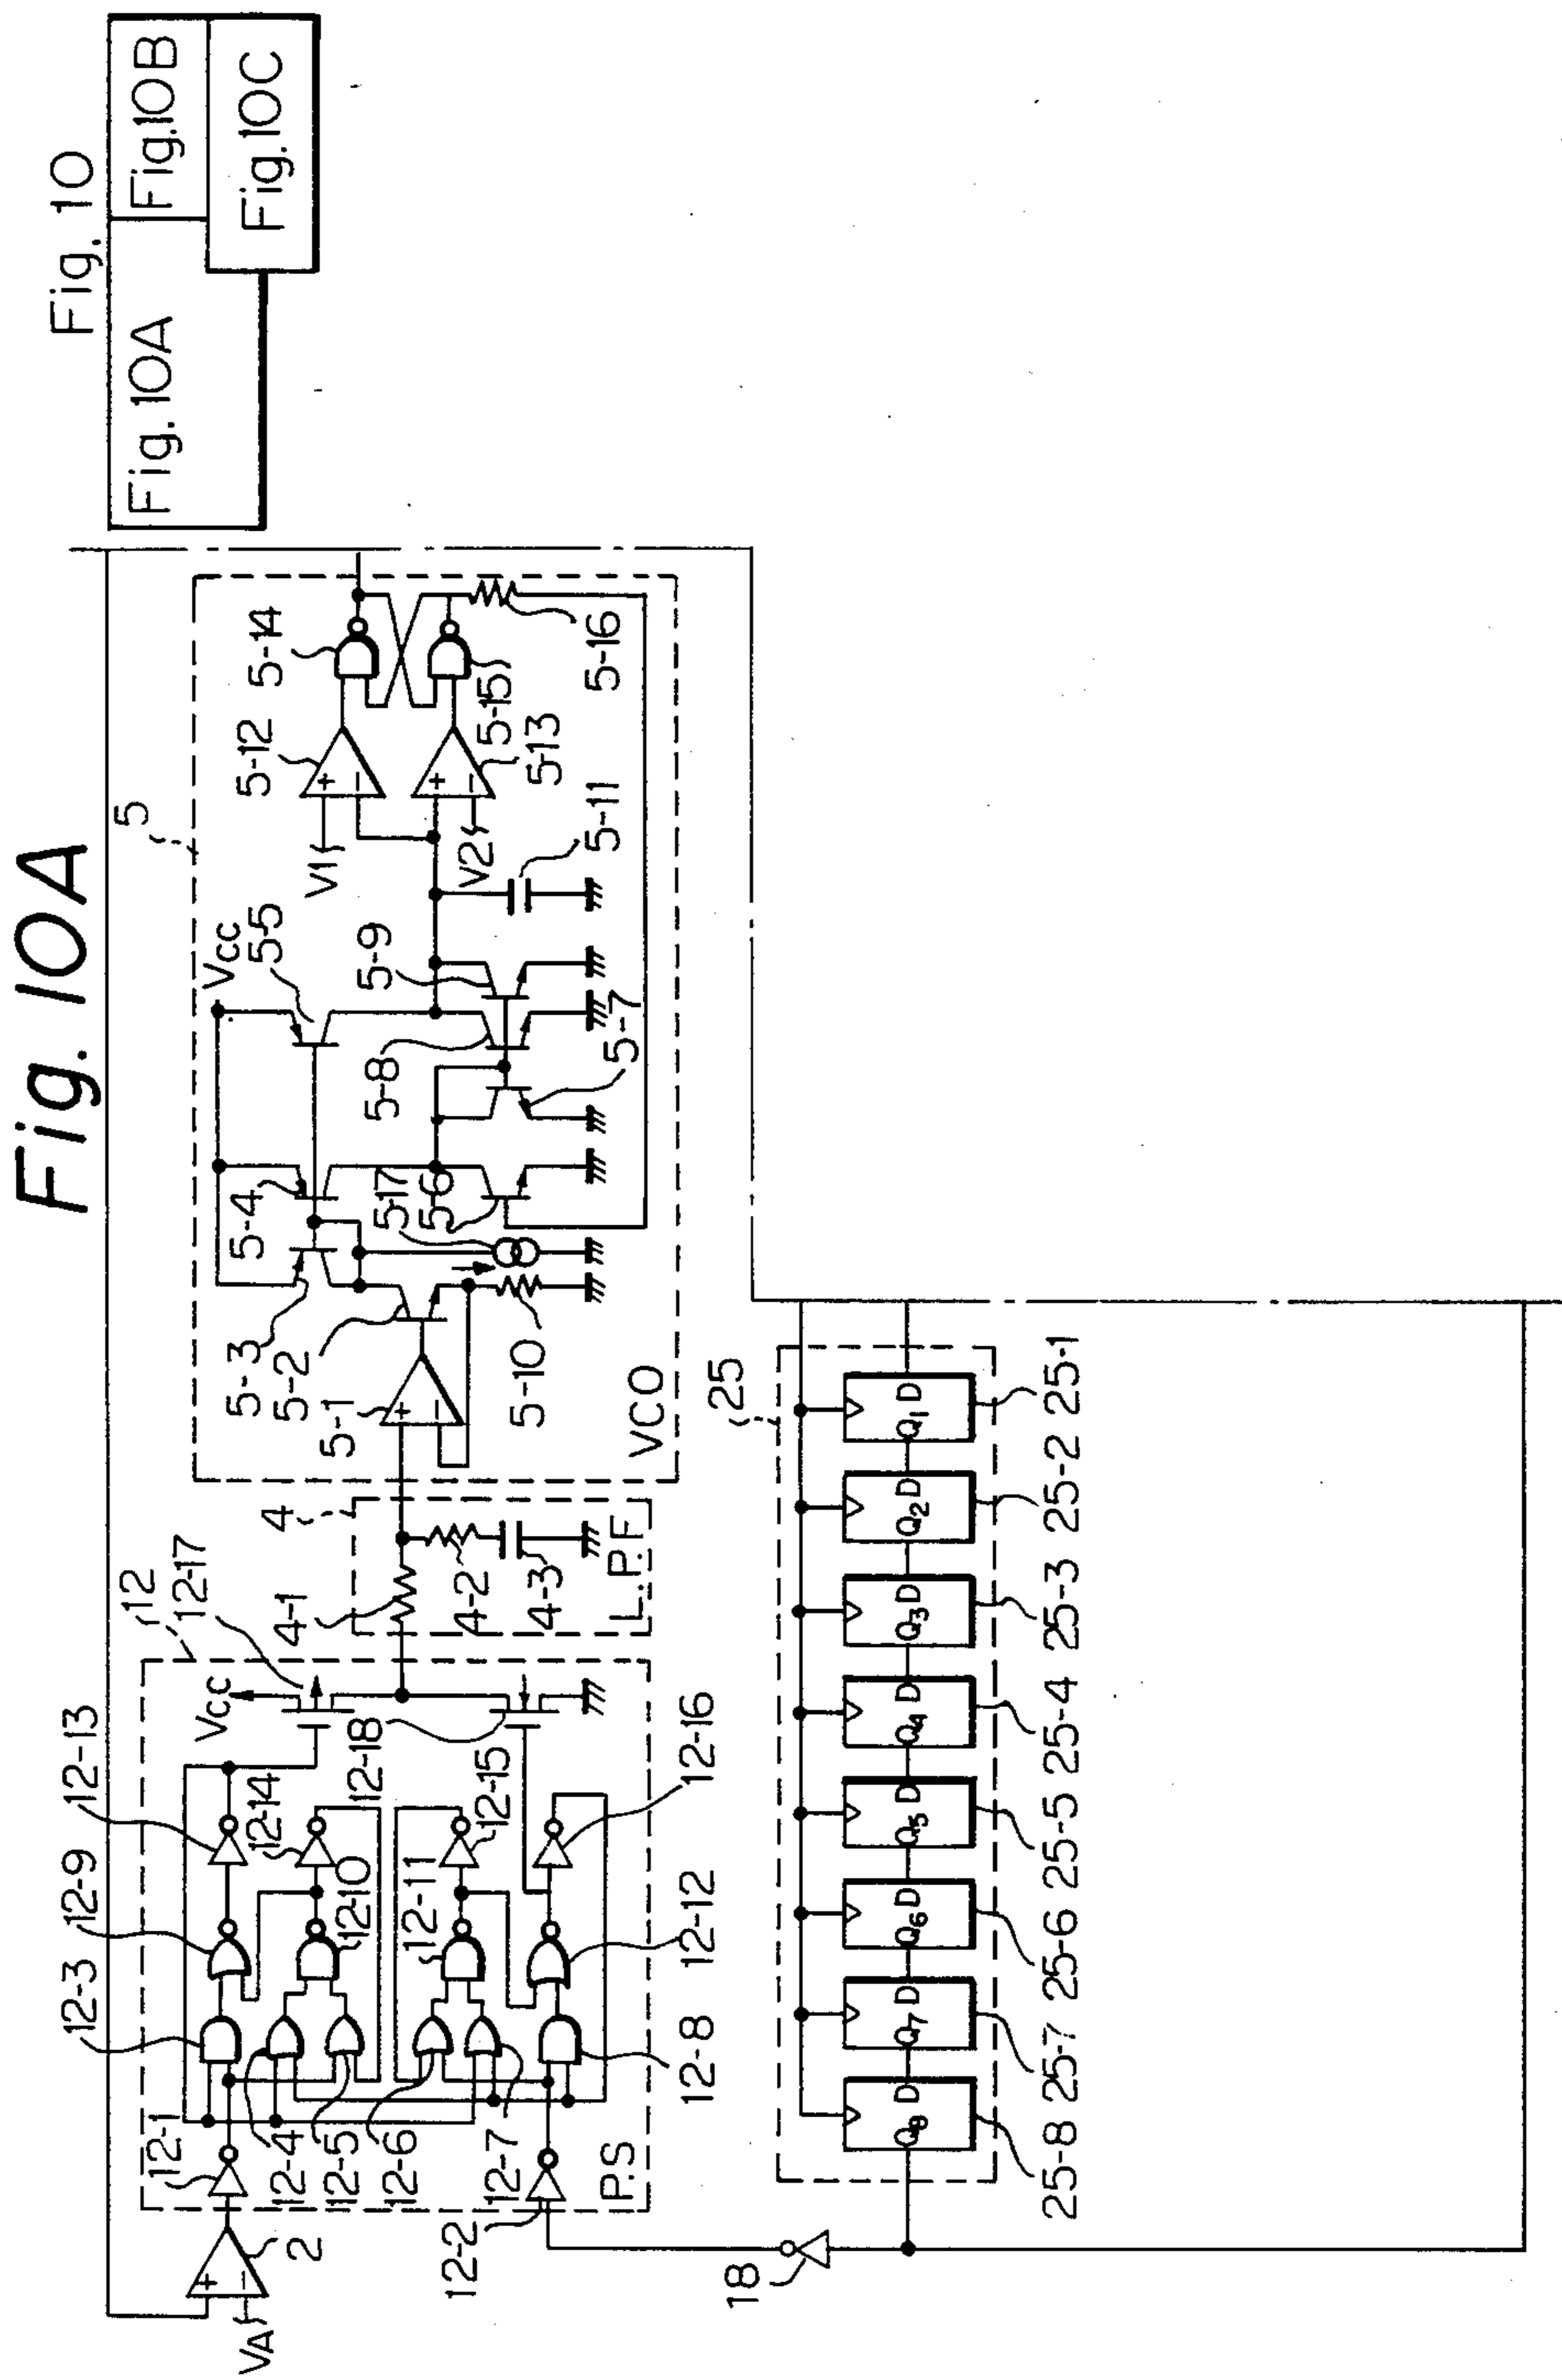 Fig. 10
Fig.10A
Fig.10B
Fig.10C
Fig. 10A
VA
2
12-1
12-2
12-3
12-4
12-5
12-6
12-7
12-8
12-9
12-10
12-11
12-12
12-13
12-14
12-15
12-16
12-17
12-18
12
Vcc
P.S
4
4-1
4-2
4-3
L.P.F.
5
5-1
5-2
5-3
5-4
5-5
5-6
5-17
5-7
5-8
5-9
5-10
5-11
5-12
5-13
5-14
5-15
5-16
Vcc
V1
V2
+
−
+
−
+
−
+
−
VCO
18
25
Q8 D
Q7 D
Q6 D
Q5 D
Q4 D
Q3 D
Q2 D
Q1 D
25-8
25-7
25-6
25-5
25-4
25-3
25-2
25-1